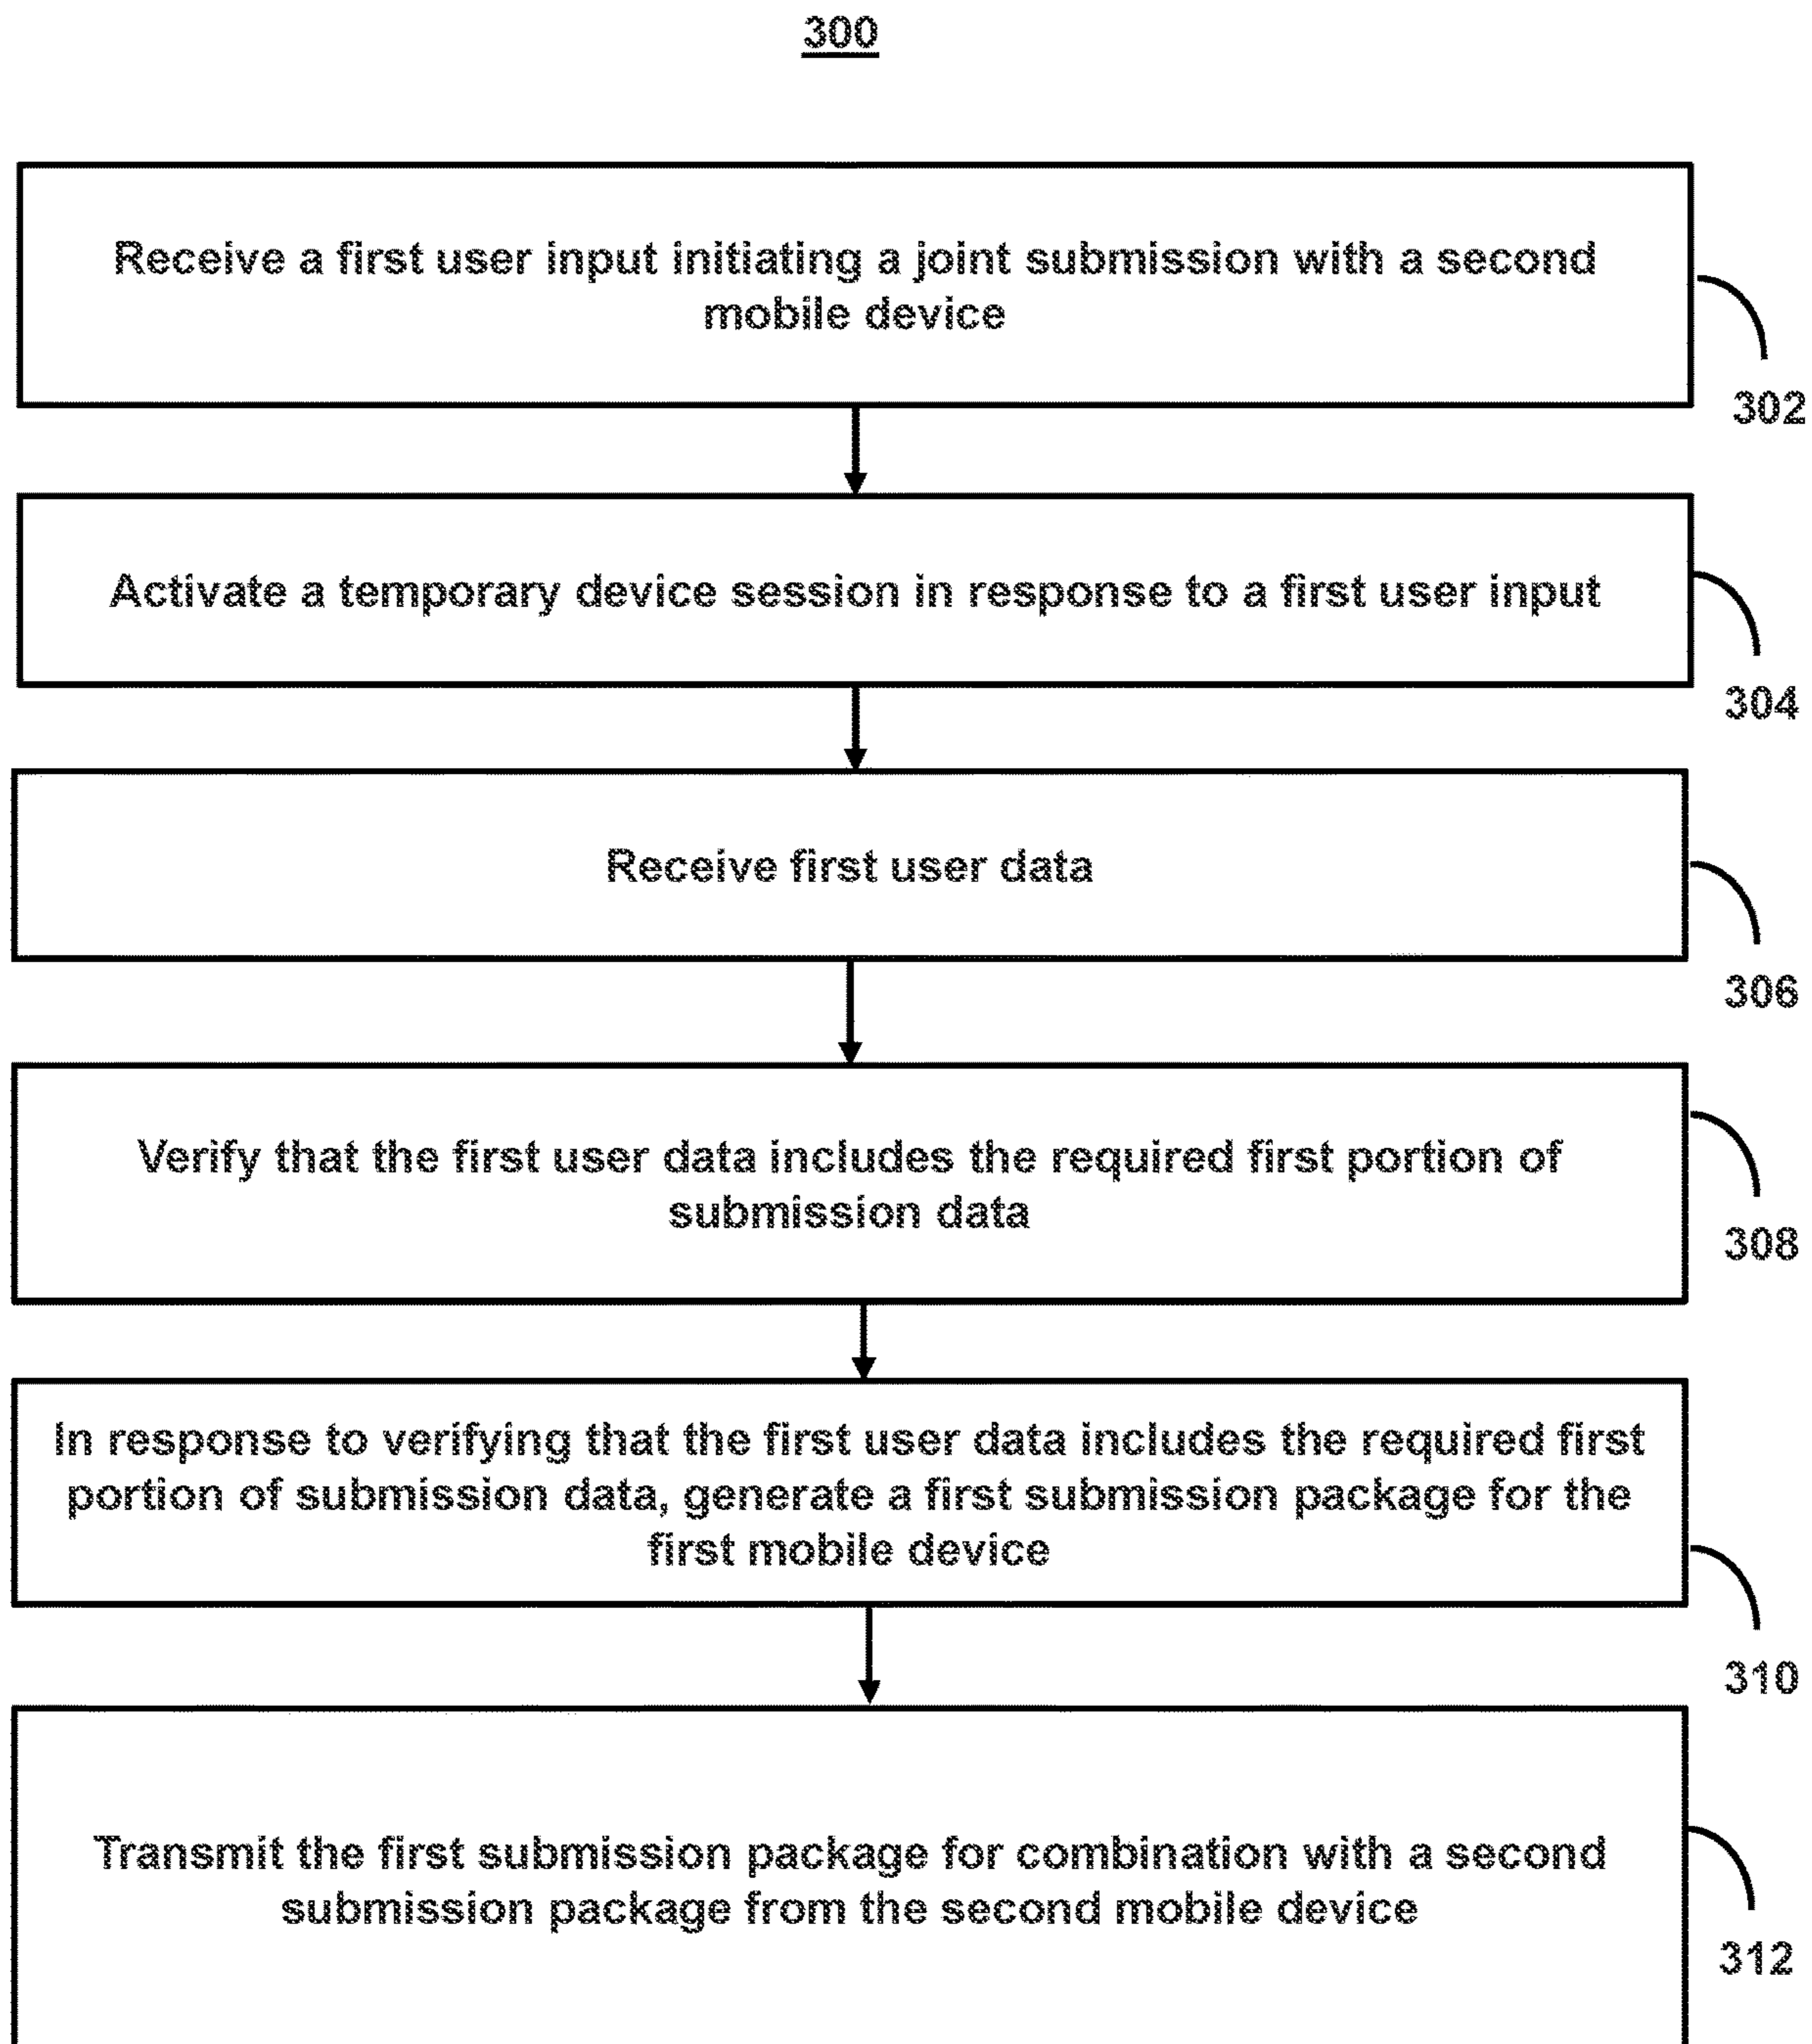 300
Receive a first user input initiating a joint submission with a second
mobile device
302
Activate a temporary device session in response to a first user input
304
Receive first user data
306
Verify that the first user data includes the required first portion of
submission data
308
In response to verifying that the first user data includes the required first
portion of submission data, generate a first submission package for the
first mobile device
310
Transmit the first submission package for combination with a second
submission package from the second mobile device
312